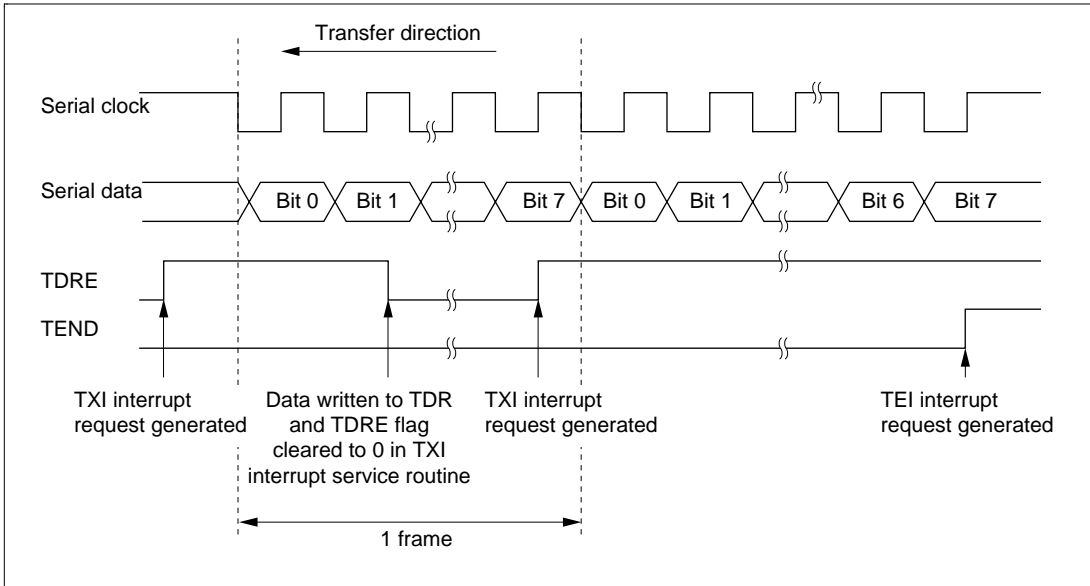 Transfer direction
Serial clock
Serial data
Bit 0
Bit 1
Bit 7
Bit 0
Bit 1
Bit 6
Bit 7
TDRE
TEND
TXI interrupt
request generated
Data written to TDR
and TDRE flag
cleared to 0 in TXI
interrupt service routine
TXI interrupt
request generated
TEI interrupt
request generated
1 frame